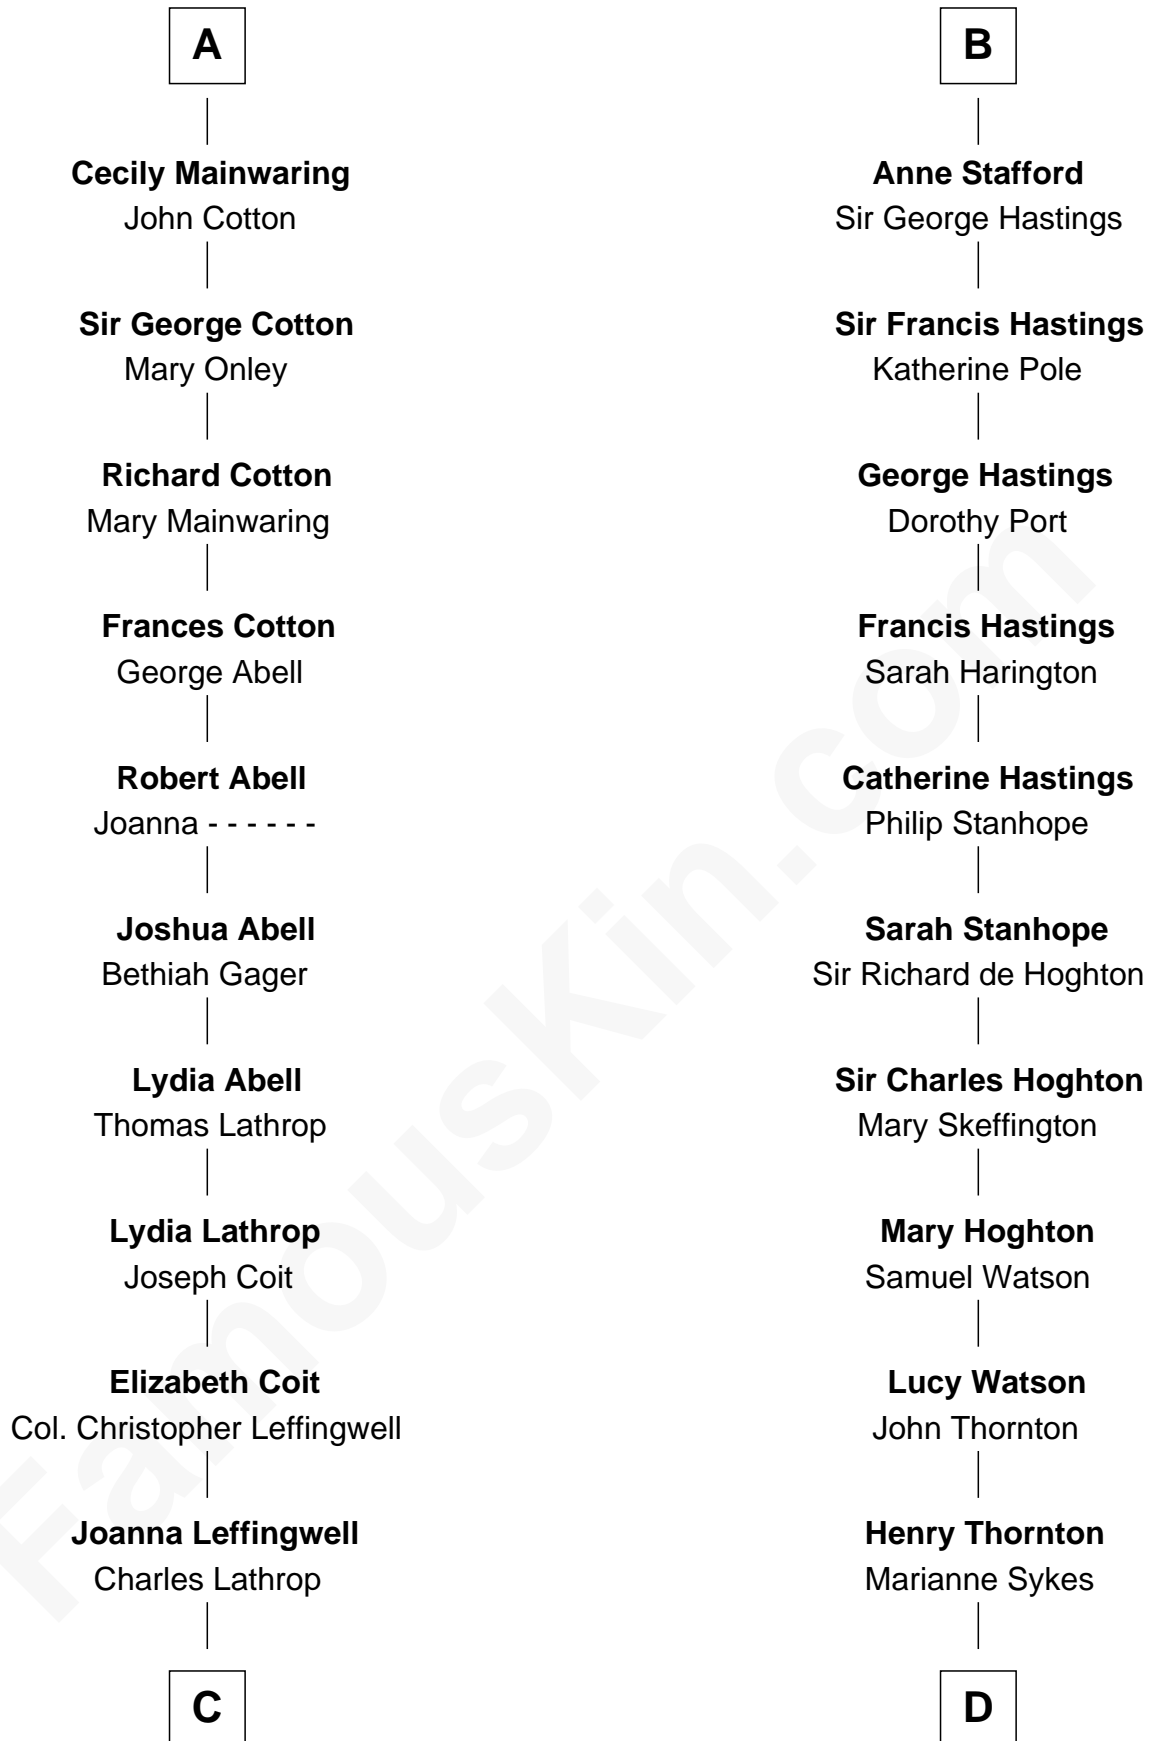 A
Cecily Mainwaring
John Cotton
Sir George Cotton
Mary Onley
Richard Cotton
Mary Mainwaring
Frances Cotton
George Abell
Robert Abell
Joanna - - - - - -
Joshua Abell
Bethiah Gager
Lydia Abell
Thomas Lathrop
Lydia Lathrop
Joseph Coit
Elizabeth Coit
Col. Christopher Leffingwell
Joanna Leffingwell
Charles Lathrop
C
B
Anne Stafford
Sir George Hastings
Sir Francis Hastings
Katherine Pole
George Hastings
Dorothy Port
Francis Hastings
Sarah Harington
Catherine Hastings
Philip Stanhope
Sarah Stanhope
Sir Richard de Hoghton
Sir Charles Hoghton
Mary Skeffington
Mary Hoghton
Samuel Watson
Lucy Watson
John Thornton
Henry Thornton
Marianne Sykes
D
FamousKin.com